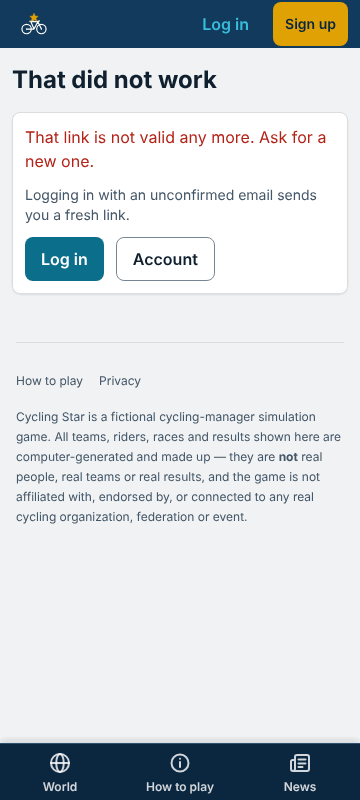 Log in
Sign up
That did not work
That link is not valid any more. Ask for a
new one.
Logging in with an unconfirmed email sends
you a fresh link.
Log in
Account
How to play
Privacy
Cycling Star is a fictional cycling-manager simulation
game. All teams, riders, races and results shown here are
computer-generated and made up — they are not real
people, real teams or real results, and the game is not
affiliated with, endorsed by, or connected to any real
cycling organization, federation or event.
World
How to play
News